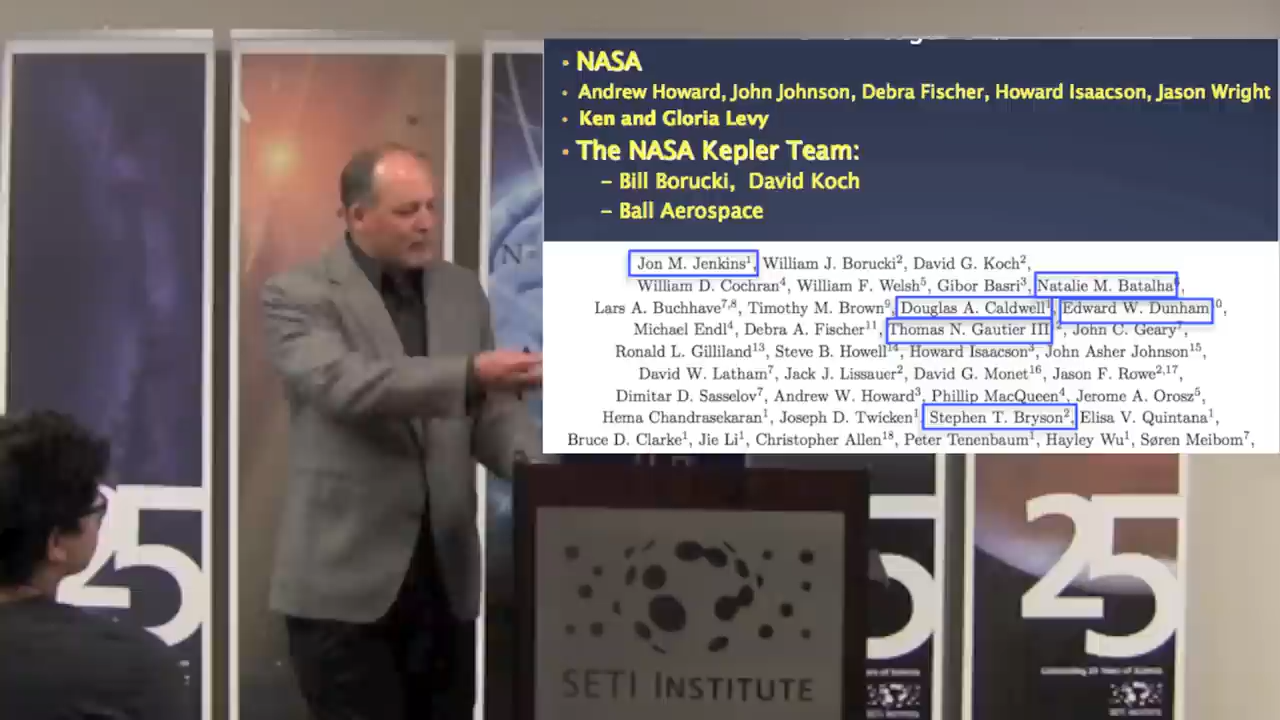 • NASA
• Andrew Howard, John Johnson, Debra Fischer, Howard Isaacson, Jason Wright
• Ken and Gloria Levy
• The NASA Kepler Team:
– Bill Borucki, David Koch
– Ball Aerospace
Jon M. Jenkins¹, William J. Borucki², David G. Koch²,
William D. Cochran⁴, William F. Welsh⁵, Gibor Basri³, Natalie M. Batalha
Lars A. Buchhave⁷,⁸, Timothy M. Brown⁹, Douglas A. Caldwell¹, Edward W. Dunham
Michael Endl⁴, Debra A. Fischer¹¹, Thomas N. Gautier III, John C. Geary⁷,
Ronald L. Gilliland¹³, Steve B. Howell¹⁴, Howard Isaacson³, John Asher Johnson¹⁵,
David W. Latham⁷, Jack J. Lissauer², David G. Monet¹⁶, Jason F. Rowe²,¹⁷,
Dimitar D. Sasselov⁷, Andrew W. Howard³, Phillip MacQueen⁴, Jerome A. Orosz⁵,
Hema Chandrasekaran¹, Joseph D. Twicken¹, Stephen T. Bryson², Elisa V. Quintana¹,
Bruce D. Clarke¹, Jie Li¹, Christopher Allen¹⁸, Peter Tenenbaum¹, Hayley Wu¹, Søren Meibom⁷,
25
25
SETI INSTITUTE
SETI INSTITUTE
SETI INSTITUTE